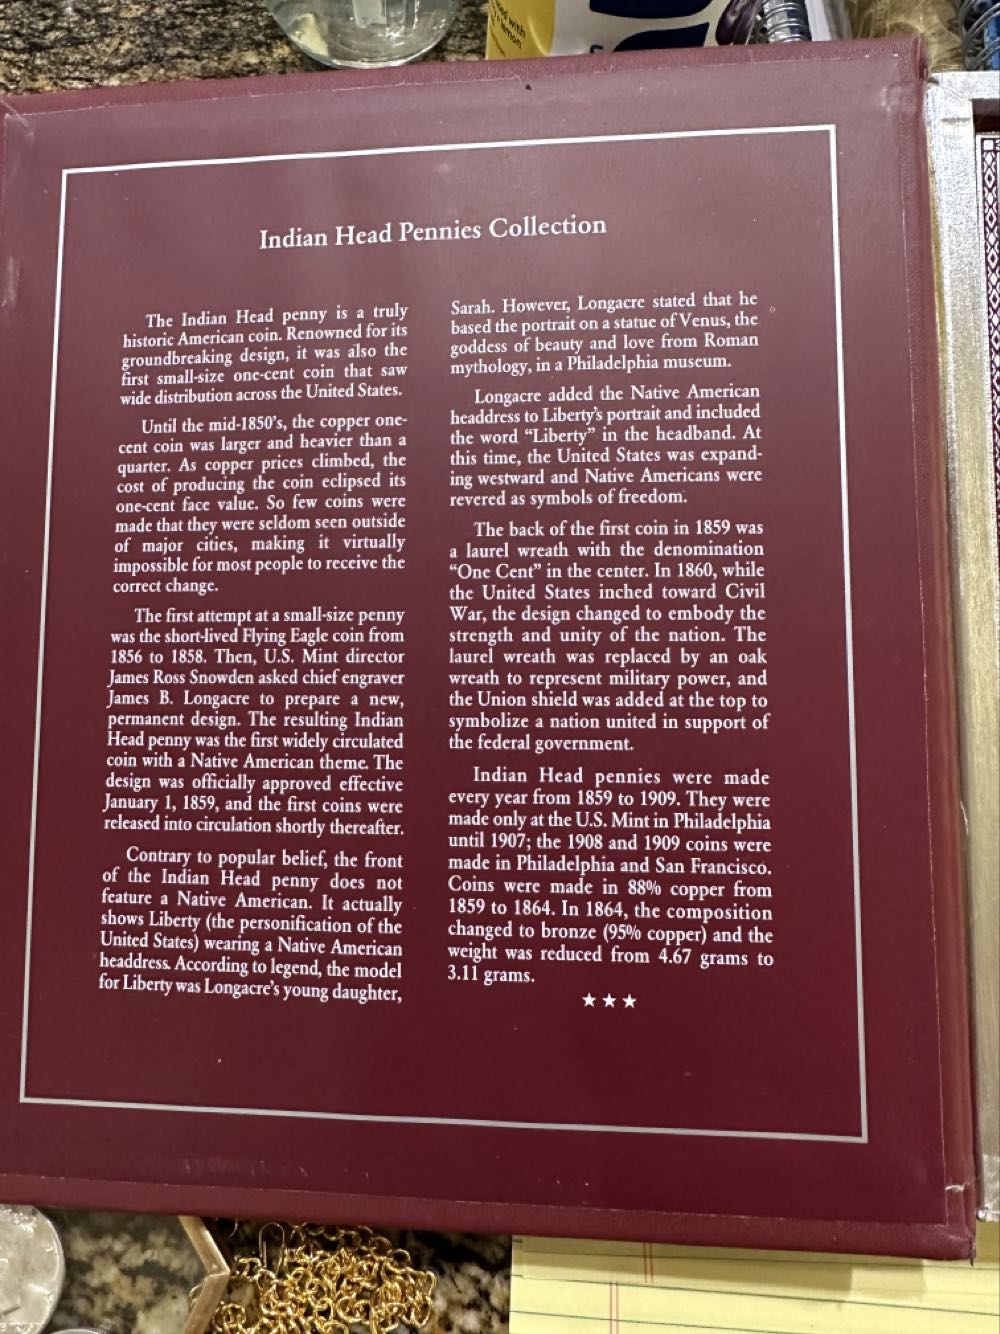 Indian Head Pennies Collection
The Indian Head penny is a truly
historic American coin. Renowned for its
groundbreaking design, it was also the
first small-size one-cent coin that saw
wide distribution across the United States.
Until the mid-1850's, the copper one-
cent coin was larger and heavier than a
quarter. As copper prices climbed, the
cost of producing the coin eclipsed its
one-cent face value. So few coins were
made that they were seldom seen outside
of major cities, making it virtually
impossible for most people to receive the
correct change.
The first attempt at a small-size penny
was the short-lived Flying Eagle coin from
1856 to 1858. Then, U.S. Mint director
James Ross Snowden asked chief engraver
James B. Longacre to prepare a new,
permanent design. The resulting Indian
Head penny was the first widely circulated
coin with a Native American theme. The
design was officially approved effective
January 1, 1859, and the first coins were
released into circulation shortly thereafter.
Contrary to popular belief, the front
of the Indian Head penny does not
feature a Native American. It actually
shows Liberty (the personification of the
United States) wearing a Native American
headdress. According to legend, the model
for Liberty was Longacre's young daughter,
Sarah. However, Longacre stated that he
based the portrait on a statue of Venus, the
goddess of beauty and love from Roman
mythology, in a Philadelphia museum.
Longacre added the Native American
headdress to Liberty's portrait and included
the word "Liberty" in the headband. At
this time, the United States was expand-
ing westward and Native Americans were
revered as symbols of freedom.
The back of the first coin in 1859 was
a laurel wreath with the denomination
"One Cent" in the center. In 1860, while
the United States inched toward Civil
War, the design changed to embody the
strength and unity of the nation. The
laurel wreath was replaced by an oak
wreath to represent military power, and
the Union shield was added at the top to
symbolize a nation united in support of
the federal government.
Indian Head pennies were made
every year from 1859 to 1909. They were
made only at the U.S. Mint in Philadelphia
until 1907; the 1908 and 1909 coins were
made in Philadelphia and San Francisco.
Coins were made in 88% copper from
1859 to 1864. In 1864, the composition
changed to bronze (95% copper) and the
weight was reduced from 4.67 grams to
3.11 grams.
★★★